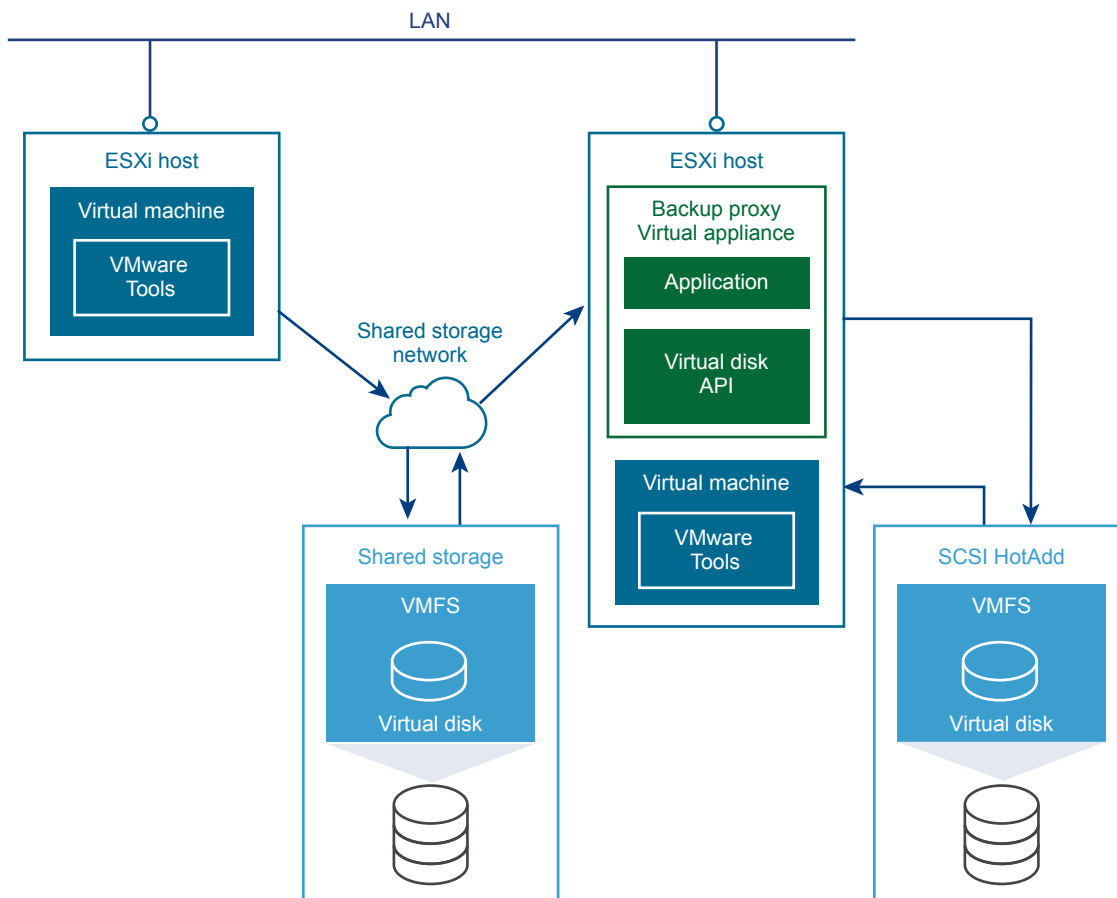 LAN
ESXi host
Virtual machine
VMware
Tools
Shared storage
network
ESXi host
Backup proxy
Virtual appliance
Application
Virtual disk
API
Virtual machine
VMware
Tools
Shared storage
VMFS
Virtual disk
SCSI HotAdd
VMFS
Virtual disk